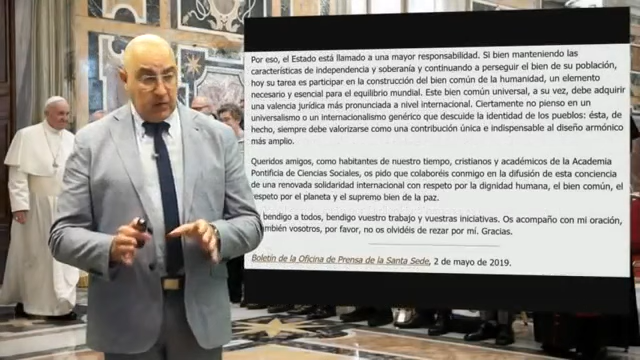 Por eso, el Estado está llamado a una mayor responsabilidad. Si bien manteniendo las
características de independencia y soberanía y continuando a perseguir el bien de su población,
hoy su tarea es participar en la construcción del bien común de la humanidad, un elemento
necesario y esencial para el equilibrio mundial. Este bien común universal, a su vez, debe adquirir
una valencia jurídica más pronunciada a nivel internacional. Ciertamente no pienso en un
universalismo o un internacionalismo genérico que descuide la identidad de los pueblos: ésta, de
hecho, siempre debe valorizarse como una contribución única e indispensable al diseño armónico
más amplio.
Queridos amigos, como habitantes de nuestro tiempo, cristianos y académicos de la Academia
Pontificia de Ciencias Sociales, os pido que colaboréis conmigo en la difusión de esta conciencia
de una renovada solidaridad internacional con respeto por la dignidad humana, el bien común, el
respeto por el planeta y el supremo bien de la paz.
bendigo a todos, bendigo vuestro trabajo y vuestras iniciativas. Os acompaño con mi oración,
también vosotros, por favor, no os olvidéis de rezar por mí. Gracias.
Boletín de la Oficina de Prensa de la Santa Sede, 2 de mayo de 2019.